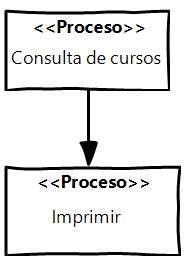 <<Proceso>>
Consulta de cursos
<<Proceso>>
Imprimir